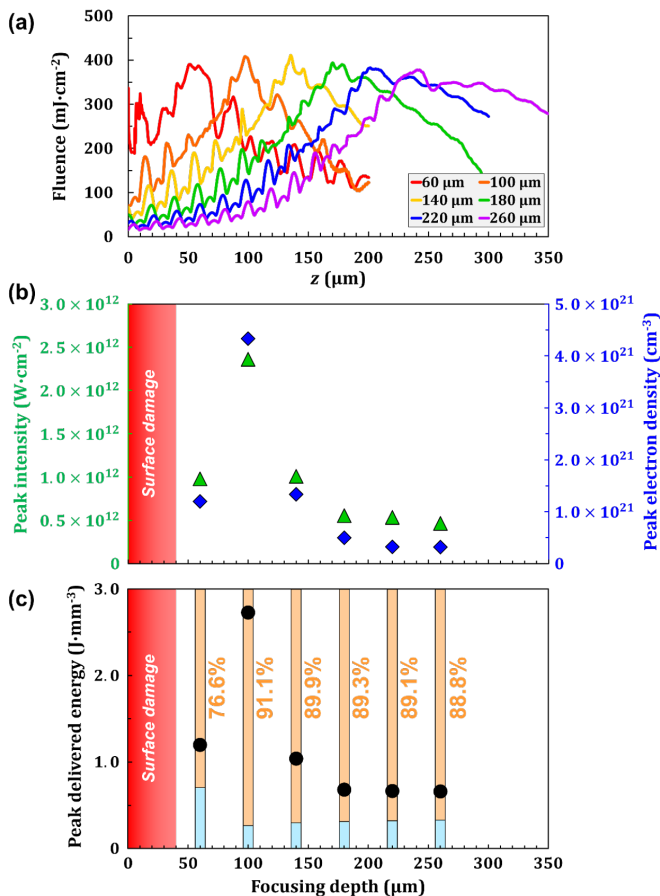 (a)
Fluence (mJ·cm⁻²)
500
400
300
200
100
0
60 μm
100 μm
140 μm
180 μm
220 μm
260 μm
0
50
100
150
200
250
300
350
z (μm)
(b)
Peak intensity (W·cm⁻²)
3.0 × 10¹²
2.5 × 10¹²
2.0 × 10¹²
1.5 × 10¹²
1.0 × 10¹²
0.5 × 10¹²
0
Surface damage
5.0 × 10²¹
4.0 × 10²¹
3.0 × 10²¹
2.0 × 10²¹
1.0 × 10²¹
0
Peak electron density (cm⁻³)
(c)
Peak delivered energy (J·mm⁻³)
3.0
2.0
1.0
0
Surface damage
76.6%
91.1%
89.9%
89.3%
89.1%
88.8%
0
50
100
150
200
250
300
350
Focusing depth (μm)